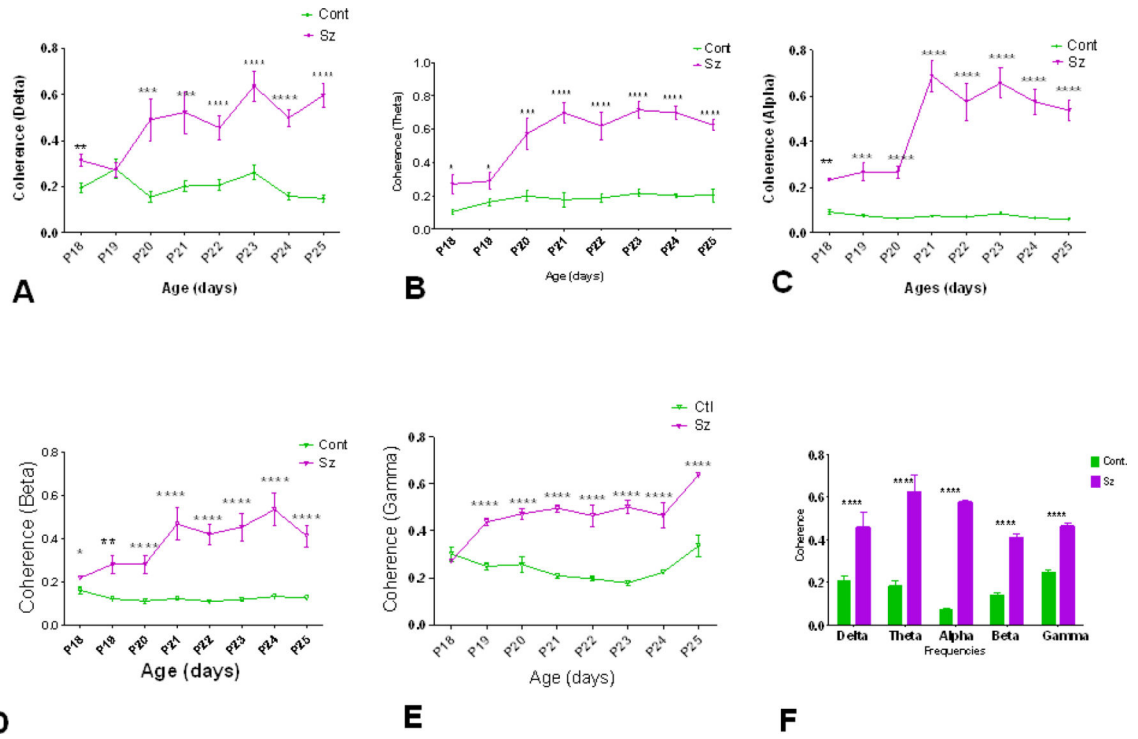 Cont
Sz
0.8
0.6
0.4
0.2
0.0
Coherence (Delta)
**
***
***
****
****
****
****
P18
P19
P20
P21
P22
P23
P24
P25
Age (days)
A
Cont
Sz
1.0
0.8
0.6
0.4
0.2
0.0
Coherence (Theta)
*
*
***
****
****
****
****
****
P18
P19
P20
P21
P22
P23
P24
P25
Age (days)
B
Cont
Sz
0.8
0.6
0.4
0.2
0.0
Coherence (Alpha)
**
***
****
****
****
****
****
****
P18
P19
P20
P21
P22
P23
P24
P25
Ages (days)
C
Cont
Sz
0.8
0.6
0.4
0.2
0.0
Coherence (Beta)
*
**
****
****
****
****
****
****
P18
P19
P20
P21
P22
P23
P24
P25
Age (days)
D
Ctl
Sz
0.8
0.6
0.4
0.2
0.0
Coherence (Gamma)
****
****
****
****
****
****
****
P18
P19
P20
P21
P22
P23
P24
P25
Age (days)
E
Cont.
Sz
0.8
0.6
0.4
0.2
0.0
Coherence
****
****
****
****
****
Delta Theta Alpha Beta Gamma
Frequencies
F